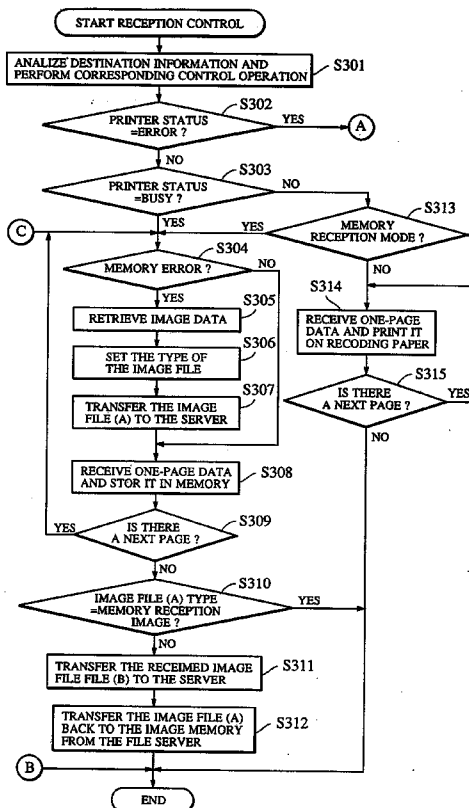 START RECEPTION CONTROL
ANALIZE DESTINATION INFORMATION AND
PERFORM CORRESPONDING CONTROL OPERATION
S301
S302
PRINTER STATUS
=ERROR ?
YES
A
NO
S303
PRINTER STATUS
=BUSY ?
NO
YES
C
YES
S313
MEMORY
RECEPTION MODE ?
NO
S304
MEMORY ERROR ?
NO
YES
S314
RECEIVE ONE-PAGE
DATA AND PRINT IT
ON RECODING PAPER
RETRIEVE IMAGE DATA
S305
S306
SET THE TYPE OF
THE IMAGE FILE
S307
TRANSFER THE IMAGE
FILE (A) TO THE SERVER
S315
IS THERE
A NEXT PAGE ?
YES
NO
RECEIVE ONE-PAGE DATA
AND STOR IT IN MEMORY
S308
YES
IS THERE
A NEXT PAGE ?
S309
NO
S310
IMAGE FILE (A) TYPE
=MEMORY RECEPTION
IMAGE ?
YES
NO
TRANSFER THE RECEIMED IMAGE
FILE FILE (B) TO THE SERVER
S311
TRANSFER THE IMAGE FILE (A)
BACK TO THE IMAGE MEMORY
FROM THE FILE SERVER
S312
B
END